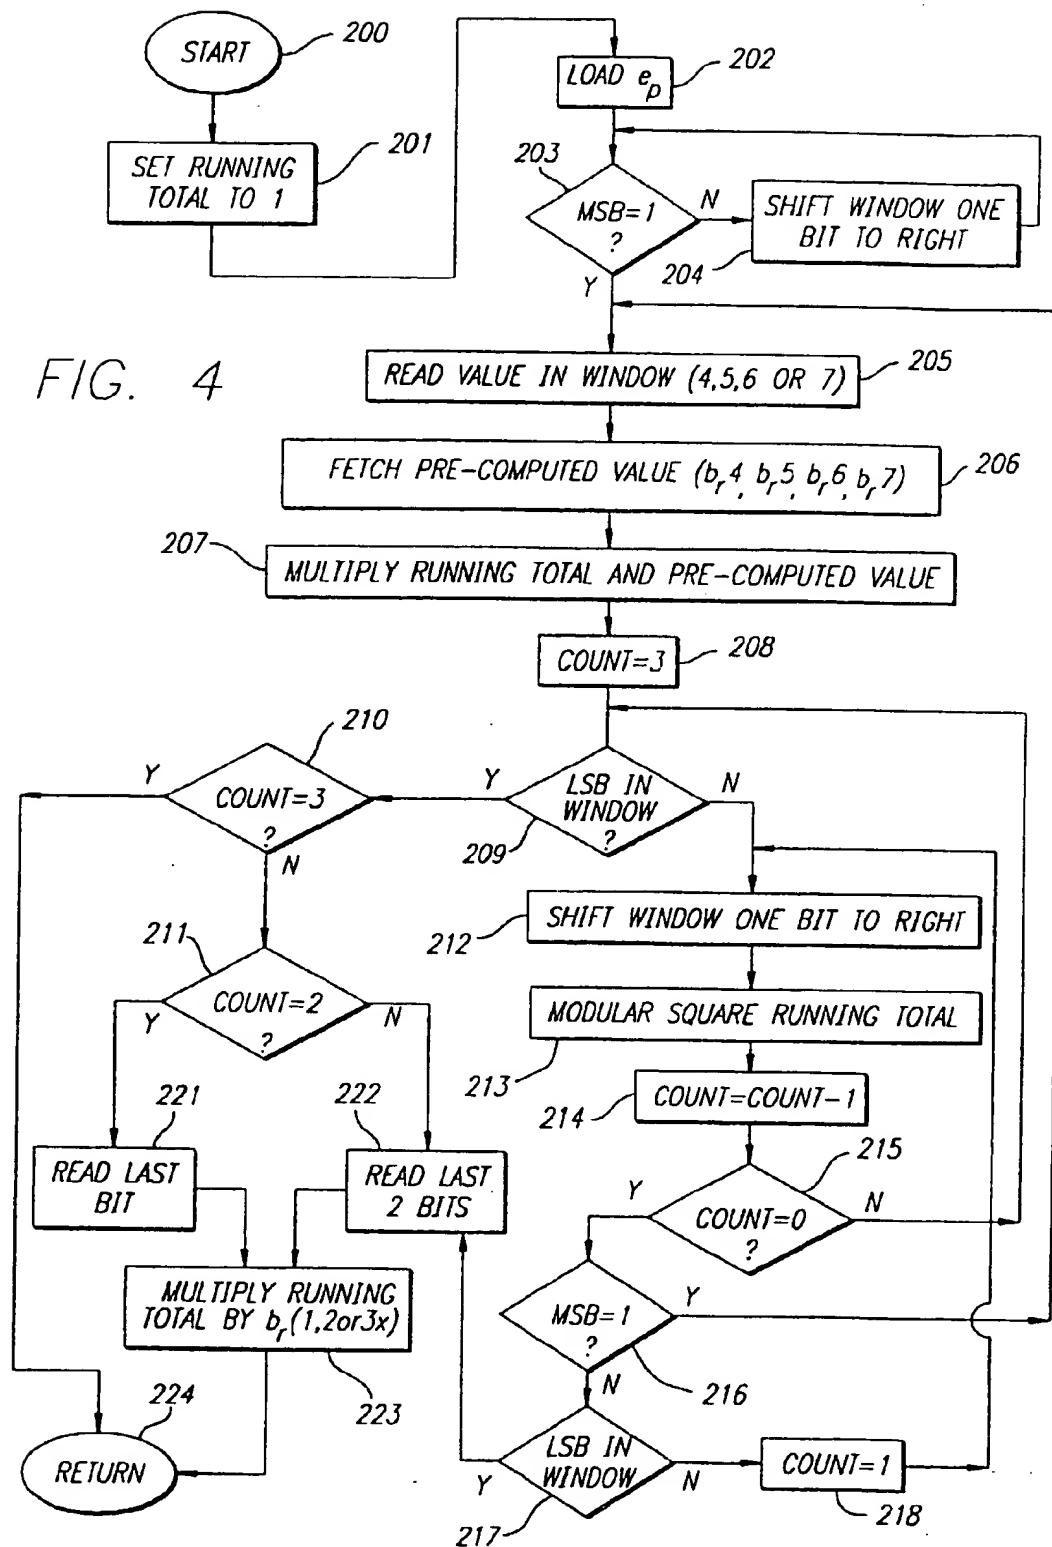 START
200
SET RUNNING
TOTAL TO 1
201
LOAD e_p
202
203
MSB=1
?
N
Y
SHIFT WINDOW ONE
BIT TO RIGHT
204
FIG. 4
READ VALUE IN WINDOW (4,5,6 OR 7)
205
FETCH PRE-COMPUTED VALUE (b_r4, b_r5, b_r6, b_r7)
206
207
MULTIPLY RUNNING TOTAL AND PRE-COMPUTED VALUE
COUNT=3
208
210
Y
COUNT=3
?
N
Y
LSB IN
WINDOW
?
N
209
SHIFT WINDOW ONE BIT TO RIGHT
212
211
COUNT=2
?
Y
N
MODULAR SQUARE RUNNING TOTAL
213
COUNT=COUNT-1
214
221
READ LAST
BIT
222
READ LAST
2 BITS
215
Y
COUNT=0
?
N
MULTIPLY RUNNING
TOTAL BY b_r(1,2or3x)
223
MSB=1
?
Y
N
216
224
RETURN
LSB IN
WINDOW
Y
N
217
COUNT=1
218